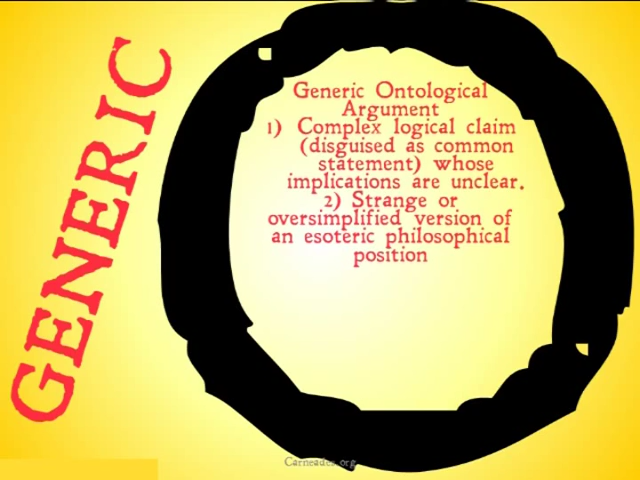 GENERIC
Generic Ontological
Argument
1) Complex logical claim
(disguised as common
statement) whose
implications are unclear.
2) Strange or
oversimplified version of
an esoteric philosophical
position
Carneades.org